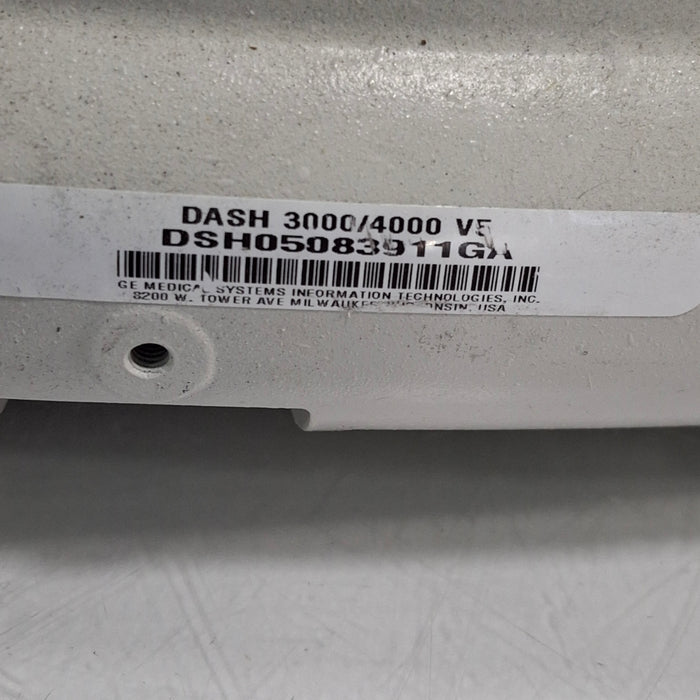 DASH 3000/4000 V5
DSH05083911GA
GE MEDICAL SYSTEMS INFORMATION TECHNOLOGIES, INC.
8200 W. TOWER AVE MILWAUKEE WISCONSIN, USA